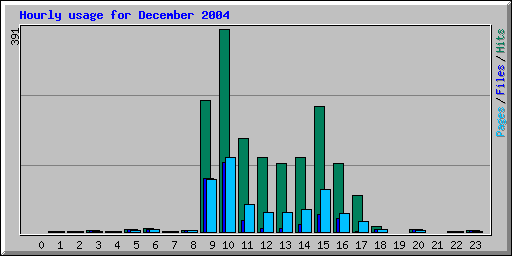 Hourly usage for December 2004
391
Pages / Files / Hits
0 1 2 3 4 5 6 7 8 9 10 11 12 13 14 15 16 17 18 19 20 21 22 23